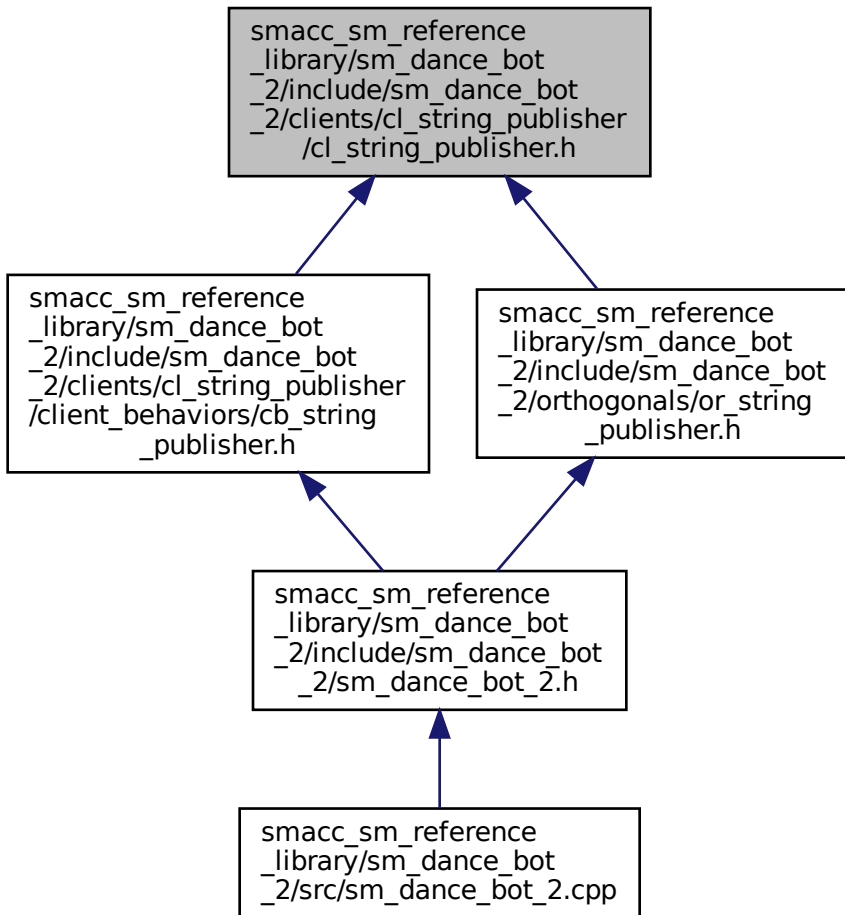 smacc_sm_reference
_library/sm_dance_bot
_2/include/sm_dance_bot
_2/clients/cl_string_publisher
/cl_string_publisher.h
smacc_sm_reference
_library/sm_dance_bot
_2/include/sm_dance_bot
_2/clients/cl_string_publisher
/client_behaviors/cb_string
_publisher.h
smacc_sm_reference
_library/sm_dance_bot
_2/include/sm_dance_bot
_2/orthogonals/or_string
_publisher.h
smacc_sm_reference
_library/sm_dance_bot
_2/include/sm_dance_bot
_2/sm_dance_bot_2.h
smacc_sm_reference
_library/sm_dance_bot
_2/src/sm_dance_bot_2.cpp